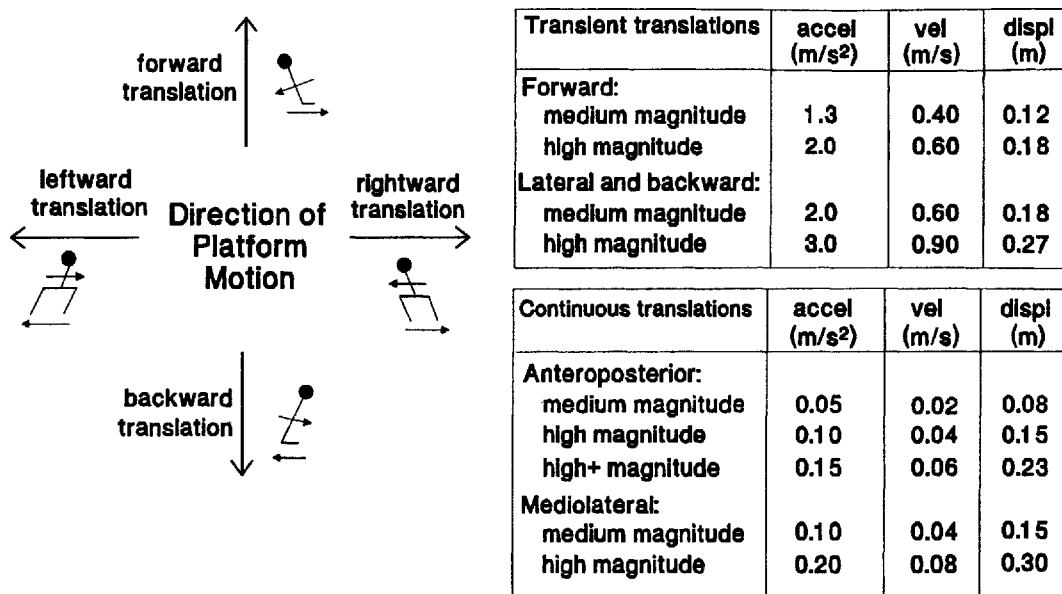 forward
translation
leftward
translation
rightward
translation
Direction of
Platform
Motion
backward
translation
Transient translations accel vel displ
(m/s²) (m/s) (m)
Forward:
medium magnitude 1.3 0.40 0.12
high magnitude 2.0 0.60 0.18
Lateral and backward:
medium magnitude 2.0 0.60 0.18
high magnitude 3.0 0.90 0.27
Continuous translations accel vel displ
(m/s²) (m/s) (m)
Anteroposterior:
medium magnitude 0.05 0.02 0.08
high magnitude 0.10 0.04 0.15
high+ magnitude 0.15 0.06 0.23
Mediolateral:
medium magnitude 0.10 0.04 0.15
high magnitude 0.20 0.08 0.30